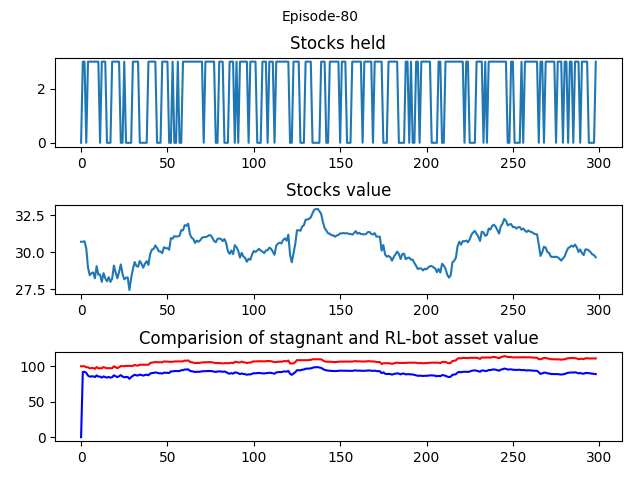 Episode-80
Stocks held
2
0
0 50 100 150 200 250 300
Stocks value
32.5
30.0
27.5
0 50 100 150 200 250 300
Comparision of stagnant and RL-bot asset value
100
50
0
0 50 100 150 200 250 300